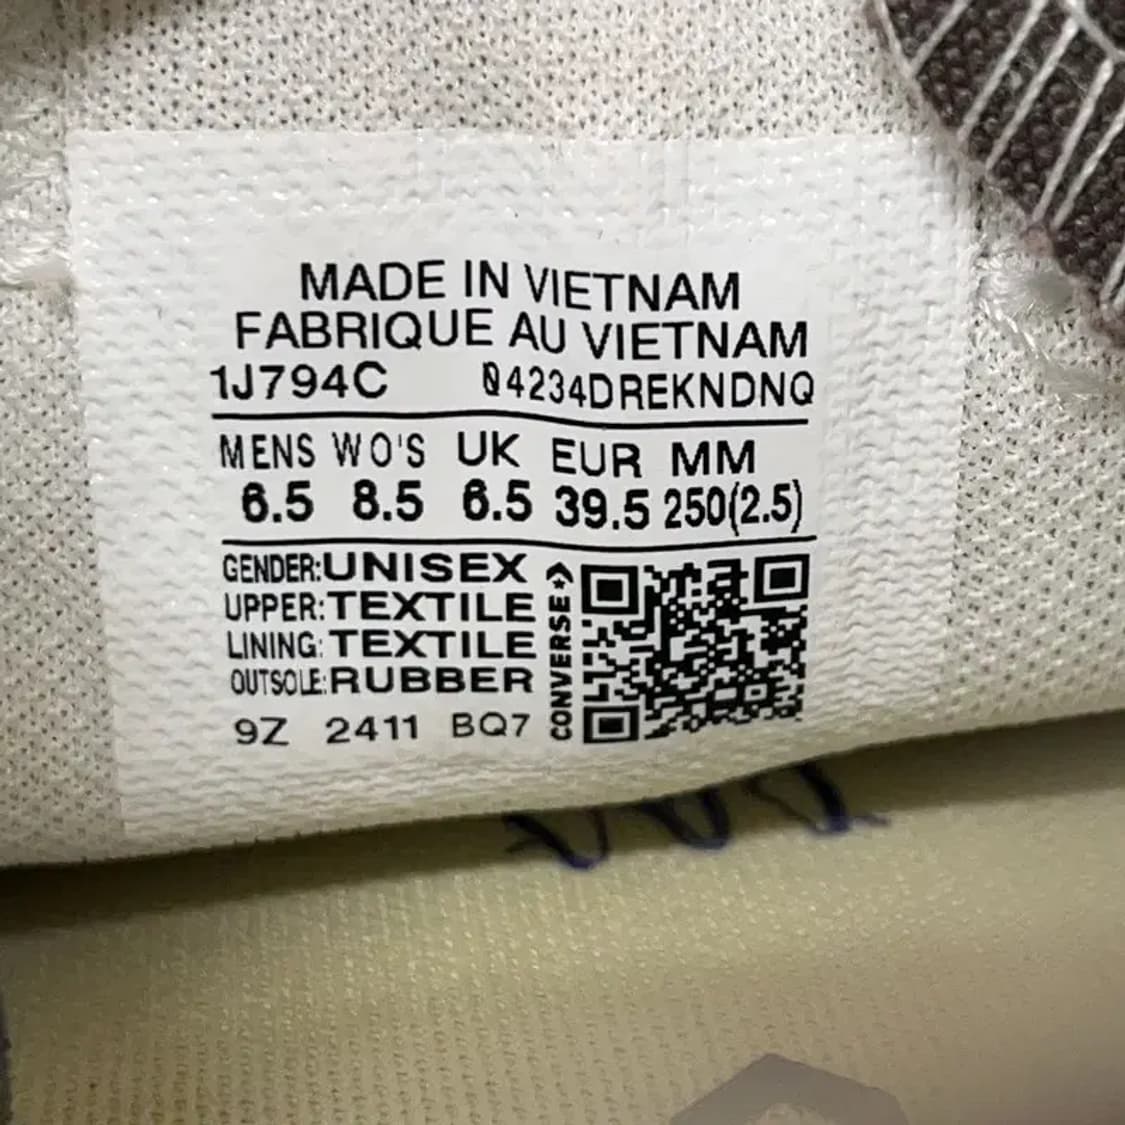 MADE IN VIETNAM
FABRIQUE AU VIETNAM
1J794C 04234DREKNDNQ
MENS WO'S UK EUR MM
6.5 8.5 6.5 39.5 250(2.5)
GENDER:UNISEX
UPPER:TEXTILE
LINING:TEXTILE
OUTSOLE:RUBBER
9Z 2411 BQ7
CONVERSE